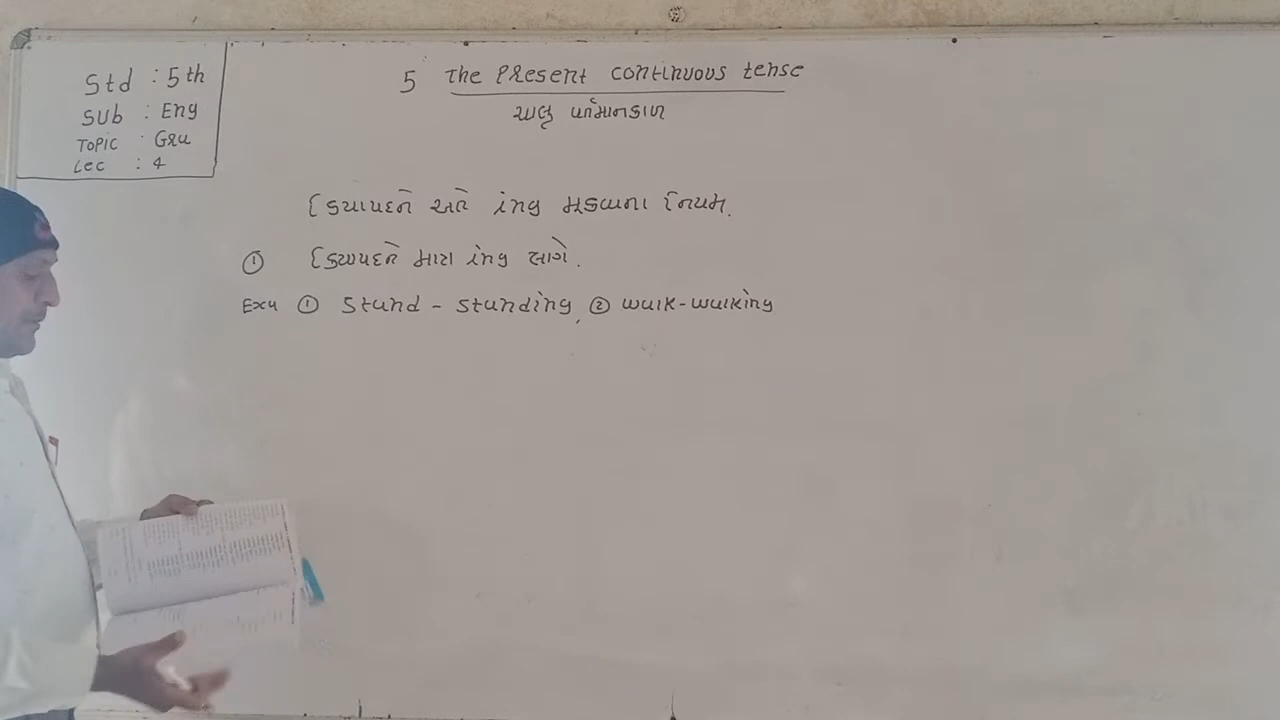 Std : 5th
Sub : Eng
Topic : Gra
Lec : 4
5 The Present continuous tense
ચાલુ વર્તમાનકાળ
ક્રિયાપદને અંતે ing મુકવાના નિયમ.
① ક્રિયાપદને માત્ર ing લાગે.
Exa ① Stand - standing, ② walk-walking